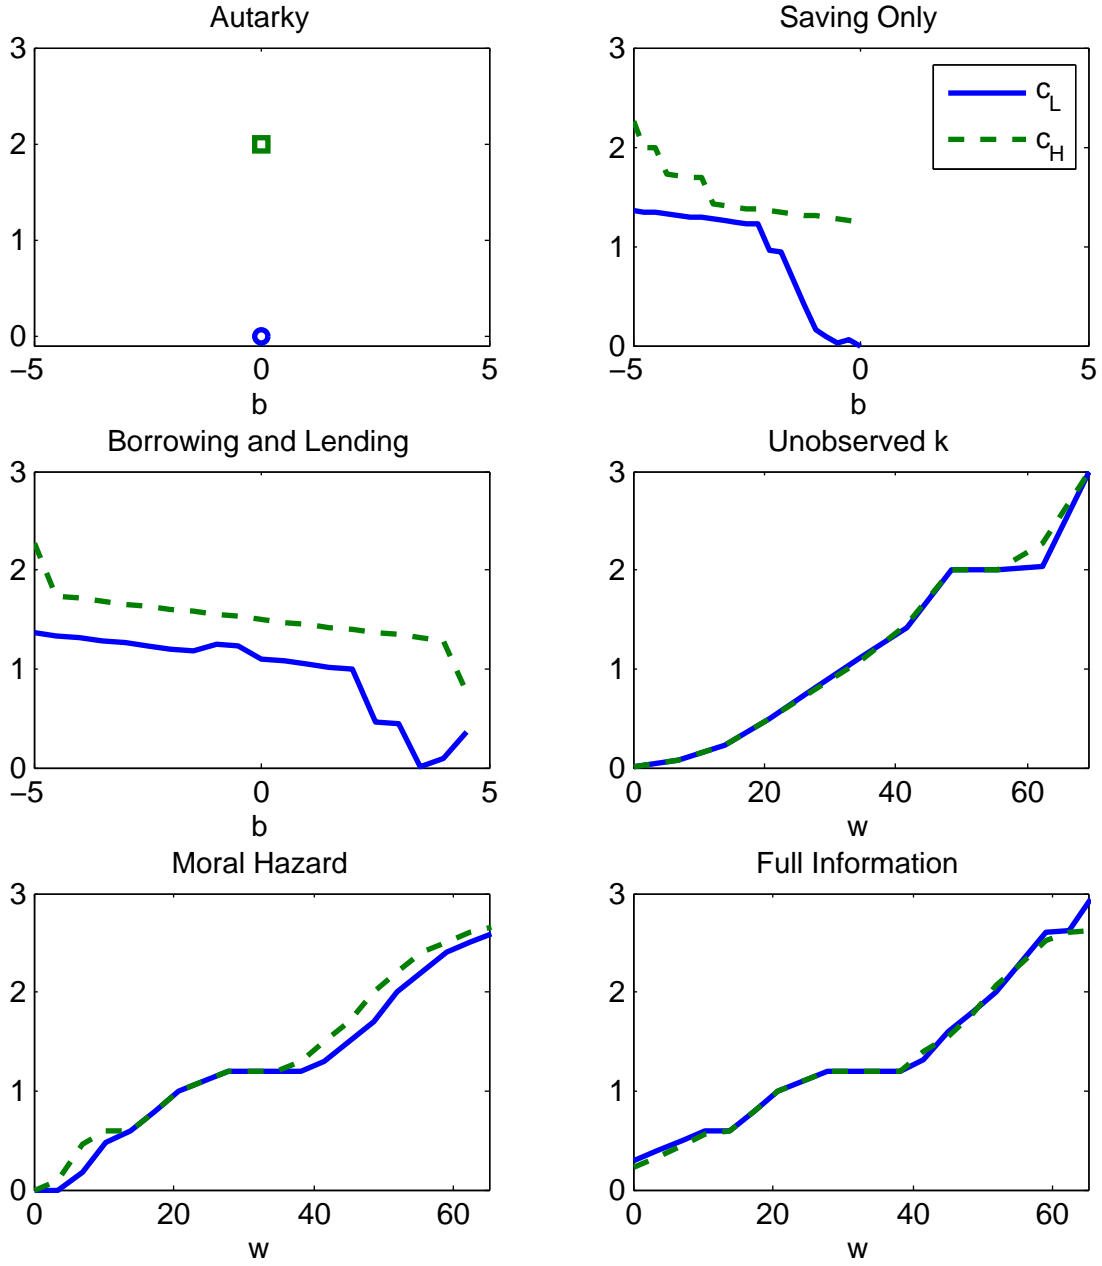 Autarky
3
2
1
0
−5 0 5
b
Saving Only
3
2
1
0
−5 0 5
b
c_L
c_H
Borrowing and Lending
3
2
1
0
−5 0 5
b
Unobserved k
3
2
1
0
0 20 40 60
w
Moral Hazard
3
2
1
0
0 20 40 60
w
Full Information
3
2
1
0
0 20 40 60
w